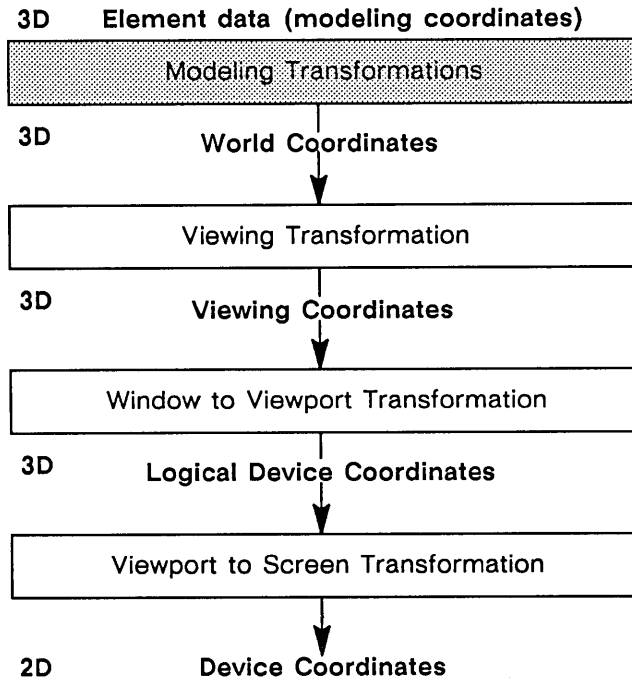 3D Element data (modeling coordinates)
Modeling Transformations
3D World Coordinates
Viewing Transformation
3D Viewing Coordinates
Window to Viewport Transformation
3D Logical Device Coordinates
Viewport to Screen Transformation
2D Device Coordinates